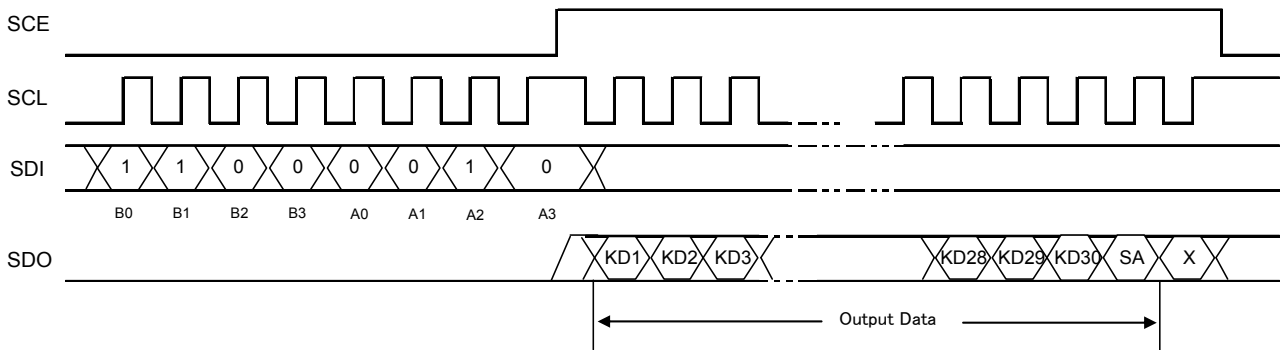 SCE
SCL
SDI 1 1 0 0 0 0 1 0
B0 B1 B2 B3 A0 A1 A2 A3
SDO KD1 KD2 KD3 KD28 KD29 KD30 SA X
Output Data